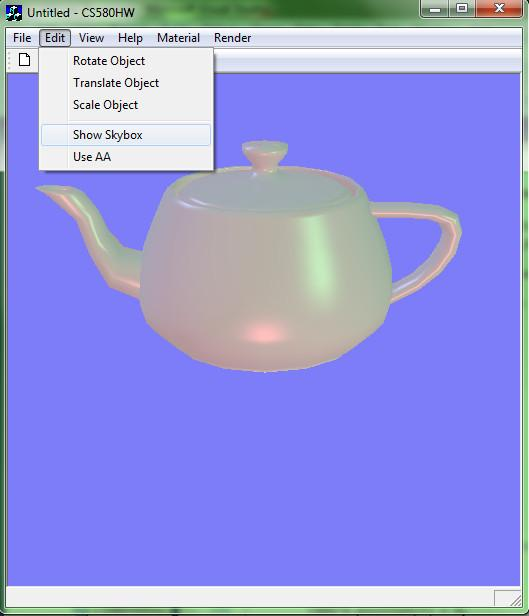 Untitled - CS580HW
File Edit View Help Material Render
Rotate Object
Translate Object
Scale Object
Show Skybox
Use AA